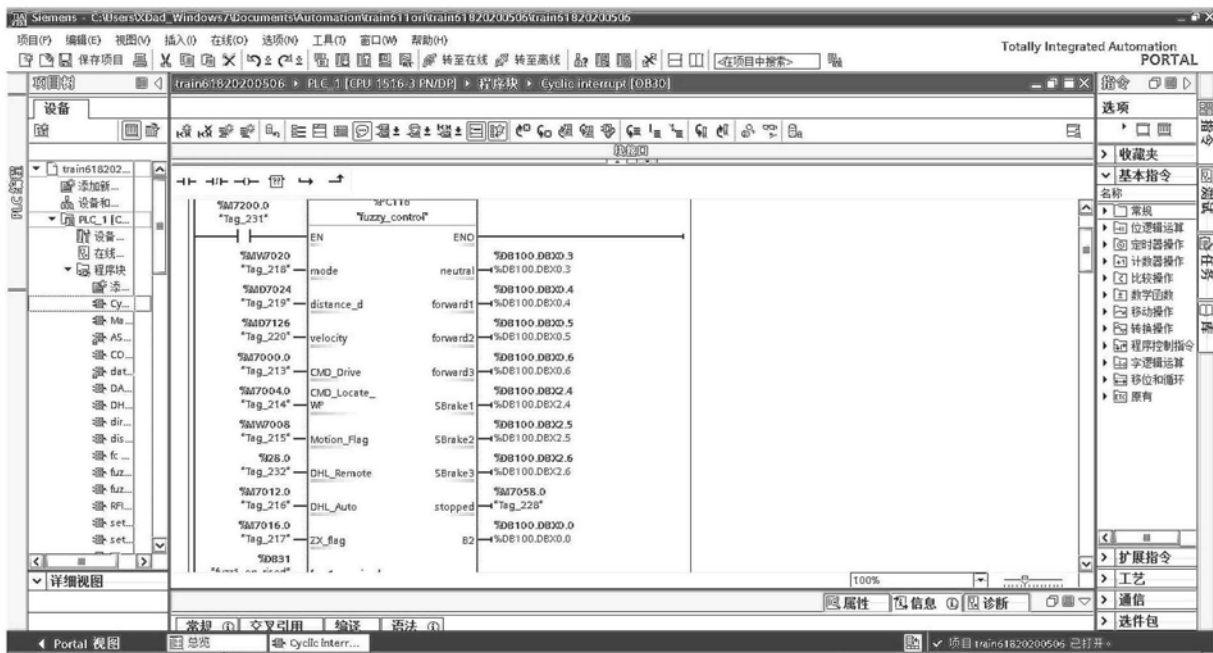 Siemens - C:\Users\XDad_Windows7\Documents\Automation\train611ori\train61820200506\train61820200506
项目(P) 编辑(E) 视图(V) 插入(I) 在线(O) 选项(N) 工具(T) 窗口(W) 帮助(H)
Totally Integrated Automation
PORTAL
保存项目 转至在线 转至离线 <在项目中搜索>
项目树
train61820200506 ▸ PLC_1 [CPU 1516-3 PN/DP] ▸ 程序块 ▸ Cyclic interrupt [OB30]
指令
设备
选项
块接口
收藏夹
基本指令
名称
train618202...
添加新...
设备和...
PLC_1 [C...
设备...
在线...
程序块
添...
Cy...
Ma...
AS...
CO...
dat...
DA...
DH...
dir...
dis...
fc ...
fuz...
fuz...
RFI...
set...
set...
详细视图
%M7200.0
"Tag_231"
%FC116
"fuzzy_control"
EN ENO
%MW7020
"Tag_218" mode
%MD7024
"Tag_219" distance_d
%MD7126
"Tag_220" velocity
%M7000.0
"Tag_213" CMD_Drive
%M7004.0
"Tag_214" CMD_Locate_WP
%MW7008
"Tag_215" Motion_Flag
%I28.0
"Tag_232" DHL_Remote
%M7012.0
"Tag_216" DHL_Auto
%M7016.0
"Tag_217" ZX_flag
%DB31
%DB100.DBX0.3
neutral %DB100.DBX0.3
%DB100.DBX0.4
forward1 %DB100.DBX0.4
%DB100.DBX0.5
forward2 %DB100.DBX0.5
%DB100.DBX0.6
forward3 %DB100.DBX0.6
%DB100.DBX2.4
SBrake1 %DB100.DBX2.4
%DB100.DBX2.5
SBrake2 %DB100.DBX2.5
%DB100.DBX2.6
SBrake3 %DB100.DBX2.6
%M7058.0
stopped "Tag_228"
%DB100.DBX0.0
B2 %DB100.DBX0.0
常规
位逻辑运算
定时器操作
计数器操作
比较操作
数学函数
移动操作
转换操作
程序控制指令
字逻辑运算
移位和循环
原有
扩展指令
工艺
通信
选件包
指令
测试
任务
库
100%
属性 信息 诊断
常规 交叉引用 编译 语法
Portal 视图 总览 Cyclic interr...
项目 train61820200506 已打开。